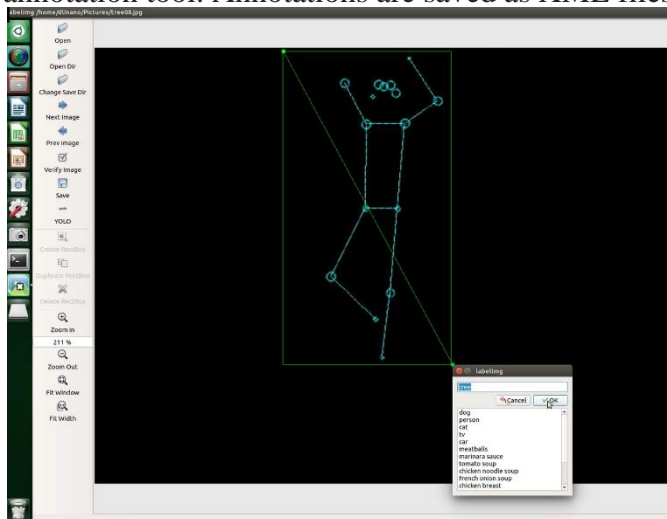 annotation tool. Annotations are saved as XML files
labelImg /home/dlinano/Pictures/tree08.jpg
Open
Open Dir
Change Save Dir
Next Image
Prev Image
Verify Image
Save
YOLO
Create RectBox
Duplicate RectBox
Delete RectBox
Zoom In
211 %
Zoom Out
Fit Window
Fit Width
labelImg
tree
Cancel
OK
dog
person
cat
tv
car
meatballs
marinara sauce
tomato soup
chicken noodle soup
french onion soup
chicken breast